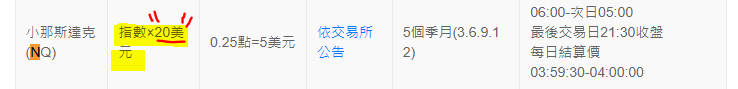 06:00-次日05:00
小那斯達克
(NQ)
指數×20美
元
0.25點=5美元
依交易所
公告
5個季月(3.6.9.1
2)
最後交易日21:30收盤
每日結算價
03:59:30-04:00:00